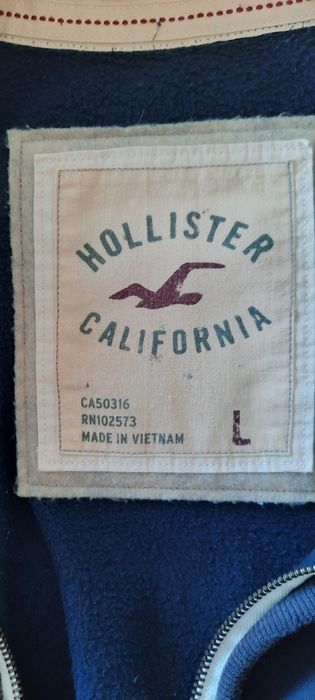 HOLLISTER
CALIFORNIA
CA50316
RN102573
MADE IN VIETNAM
L